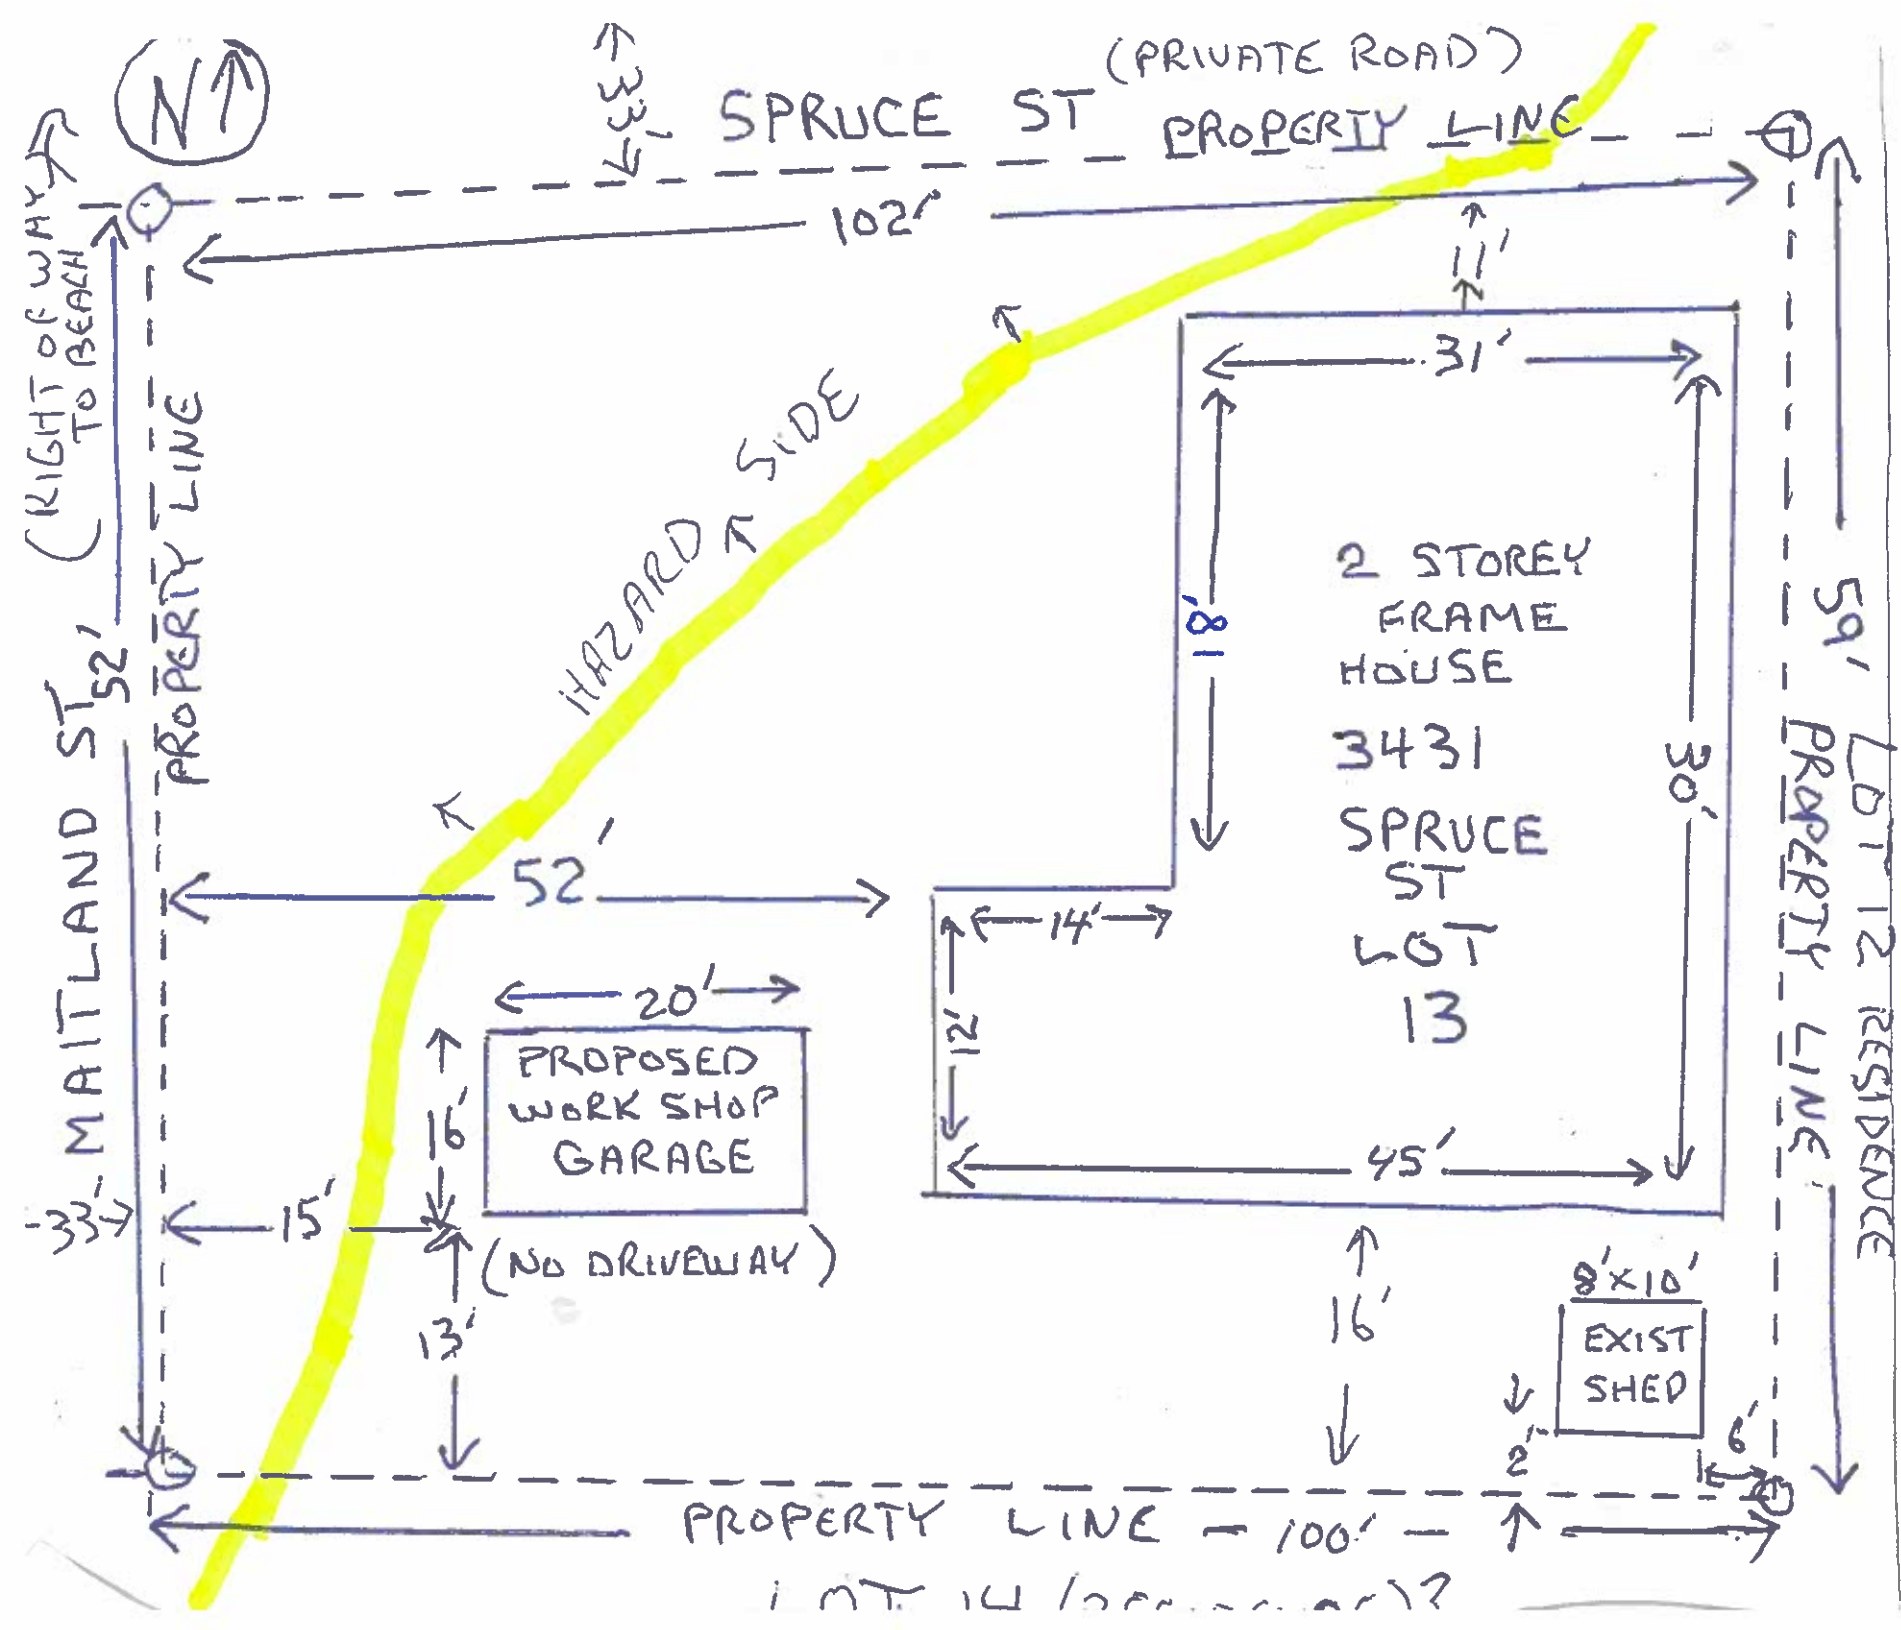 N
33'
SPRUCE ST
(PRIVATE ROAD)
PROPERTY LINE
102'
11'
(RIGHT OF WAY
TO BEACH
MAITLAND ST
52'
PROPERTY LINE
HAZARD SIDE
31'
18'
30'
2 STOREY
FRAME
HOUSE
3431
SPRUCE
ST
LOT
13
59'
PROPERTY LINE
LOT 12 RESIDENCE
52'
14'
12'
45'
20'
16'
PROPOSED
WORK SHOP
GARAGE
(NO DRIVEWAY)
-33'
15'
13'
16'
8'x10'
EXIST
SHED
2'
6'
PROPERTY LINE - 100' -
LOT 14